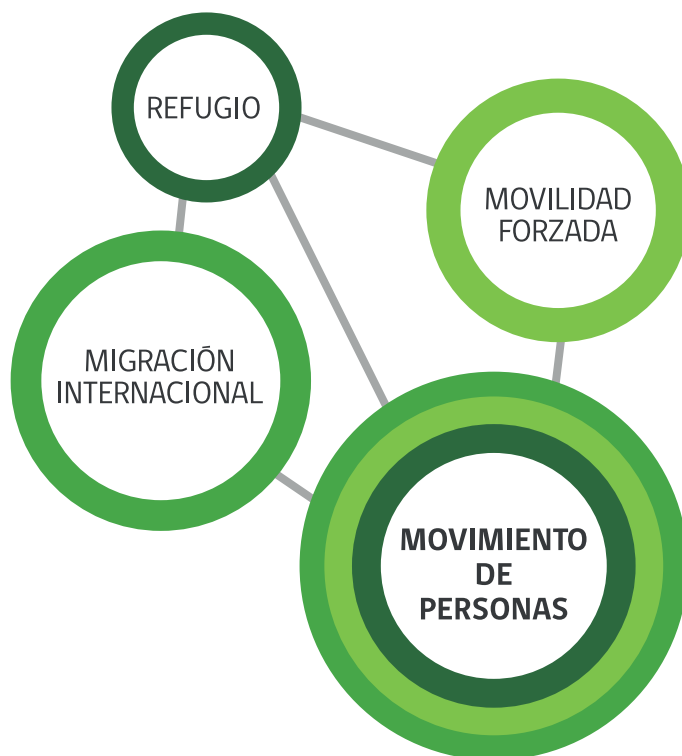 REFUGIO
MOVILIDAD
FORZADA
MIGRACIÓN
INTERNACIONAL
MOVIMIENTO
DE
PERSONAS